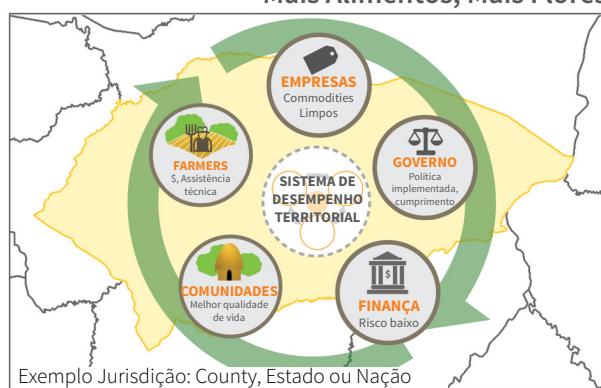 Mais Alimentos, Mais Flores
EMPRESAS
Commodities
Limpos
FARMERS
$, Assistência
técnica
GOVERNO
Política
implementada,
cumprimento
SISTEMA DE
DESEMPENHO
TERRITORIAL
COMUNIDADES
Melhor qualidade
de vida
$
FINANÇA
Risco baixo
Exemplo Jurisdição: County, Estado ou Nação